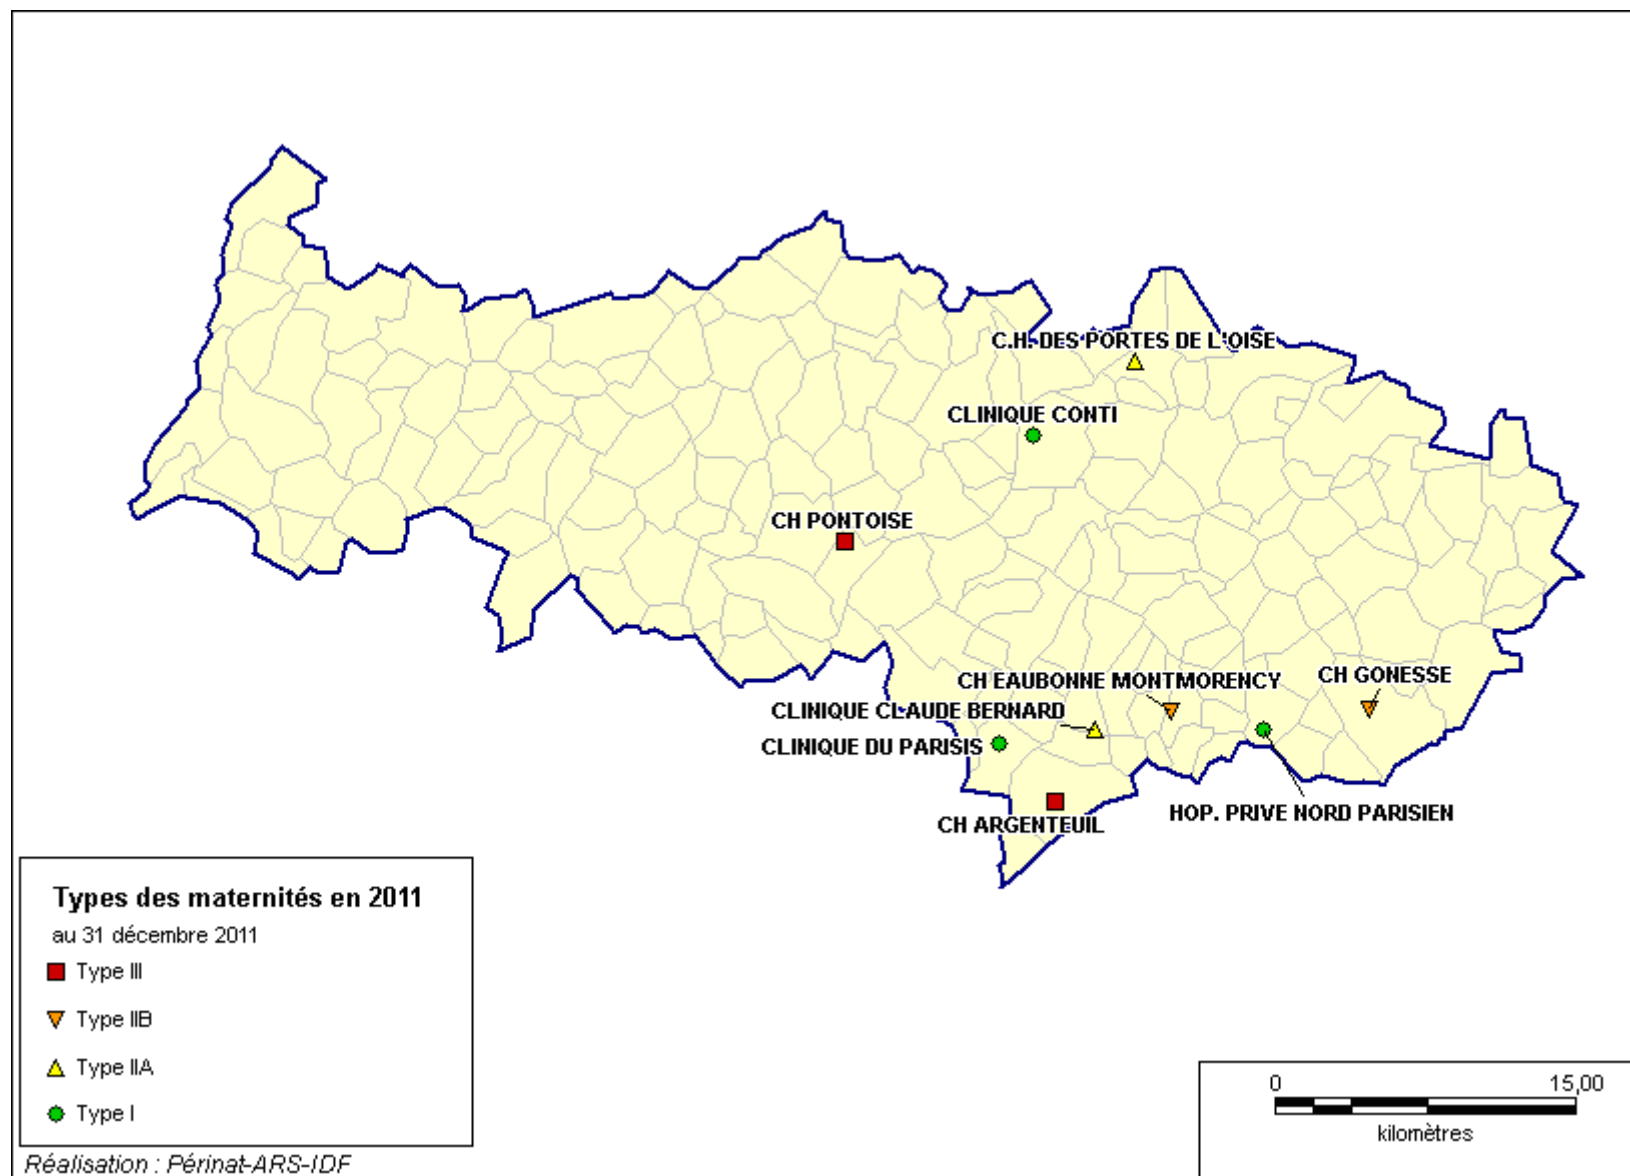 C.H. DES PORTES DE L'OISE
CLINIQUE CONTI
CH PONTOISE
CH EAUBONNE MONTMORENCY
CH GONESSE
CLINIQUE CLAUDE BERNARD
CLINIQUE DU PARISIS
CH ARGENTEUIL
HOP. PRIVE NORD PARISIEN
Types des maternités en 2011
au 31 décembre 2011
Type III
Type IIB
Type IIA
Type I
0 15,00
kilomètres
Réalisation : Périnat-ARS-IDF